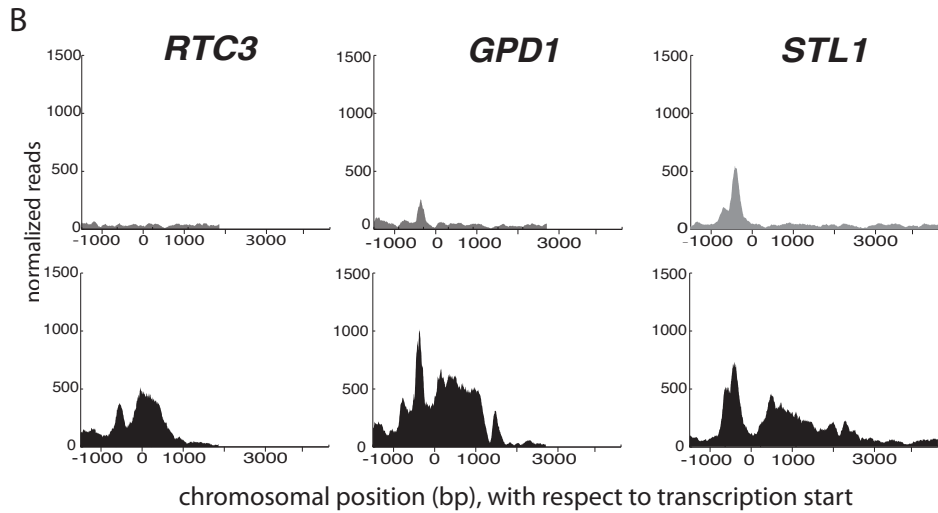 B
RTC3 GPD1 STL1
normalized reads
1500 1500 1500
1000 1000 1000
500 500 500
0 0 0
-1000 0 1000 3000 -1000 0 1000 3000 -1000 0 1000 3000
1500 1500 1500
1000 1000 1000
500 500 500
0 0 0
-1000 0 1000 3000 -1000 0 1000 3000 -1000 0 1000 3000
chromosomal position (bp), with respect to transcription start